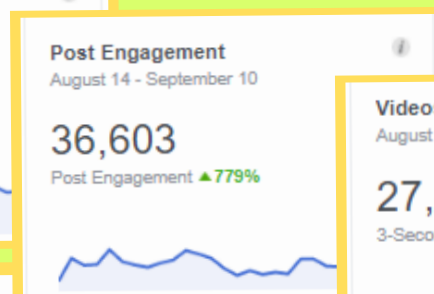 Post Engagement
August 14 - September 10
36,603
Post Engagement ▲779%
Video
August
27,
3-Seco